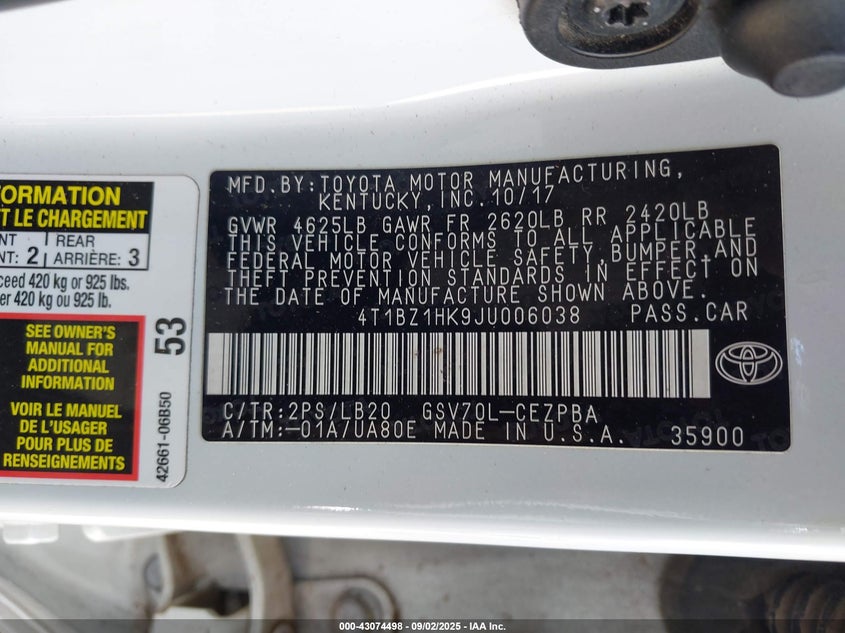 ORMATION
T LE CHARGEMENT
NT : 2 | REAR ARRIÈRE: 3
ceed 420 kg or 925 lbs.
er 420 kg ou 925 lb.
SEE OWNER'S
MANUAL FOR
ADDITIONAL
INFORMATION
VOIR LE MANUEL
DE L'USAGER
POUR PLUS DE
RENSEIGNEMENTS
53
42661-06B50
MFD.BY:TOYOTA MOTOR MANUFACTURING,
KENTUCKY,INC.10/17
GVWR 4625LB GAWR FR 2620LB RR 2420LB
THIS VEHICLE CONFORMS TO ALL APPLICABLE
FEDERAL MOTOR VEHICLE SAFETY,BUMPER,AND
THEFT PREVENTION STANDARDS IN EFFECT ON
THE DATE OF MANUFACTURE SHOWN ABOVE.
4T1BZ1HK9JU006038 PASS.CAR
C/TR:2PS/LB20 GSV70L-CEZPBA
A/TM:-01A/UA80E MADE IN U.S.A. 35900
000-43074498 - 09/02/2025 - IAA Inc.